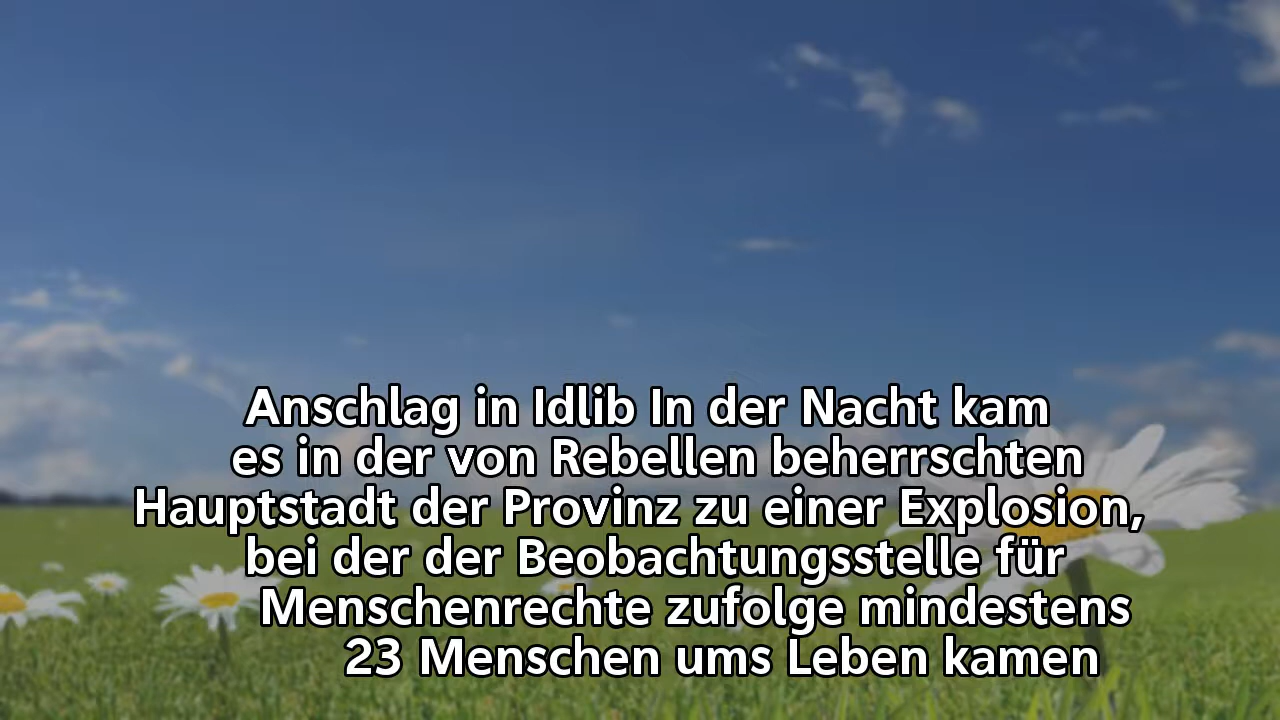 Anschlag in Idlib In der Nacht kam
es in der von Rebellen beherrschten
Hauptstadt der Provinz zu einer Explosion,
bei der der Beobachtungsstelle für
Menschenrechte zufolge mindestens
23 Menschen ums Leben kamen